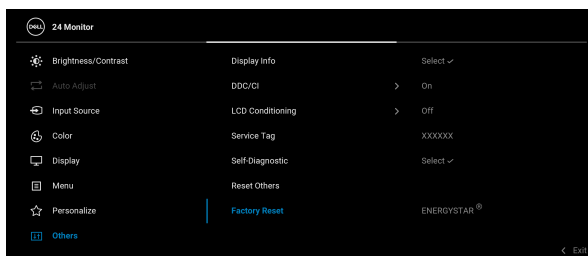 DELL 24 Monitor
Brightness/Contrast Display Info Select ✓
Auto Adjust DDC/CI > On
Input Source LCD Conditioning > Off
Color Service Tag XXXXXX
Display Self-Diagnostic Select ✓
Menu Reset Others
Personalize Factory Reset ENERGYSTAR ®
Others
< Exit